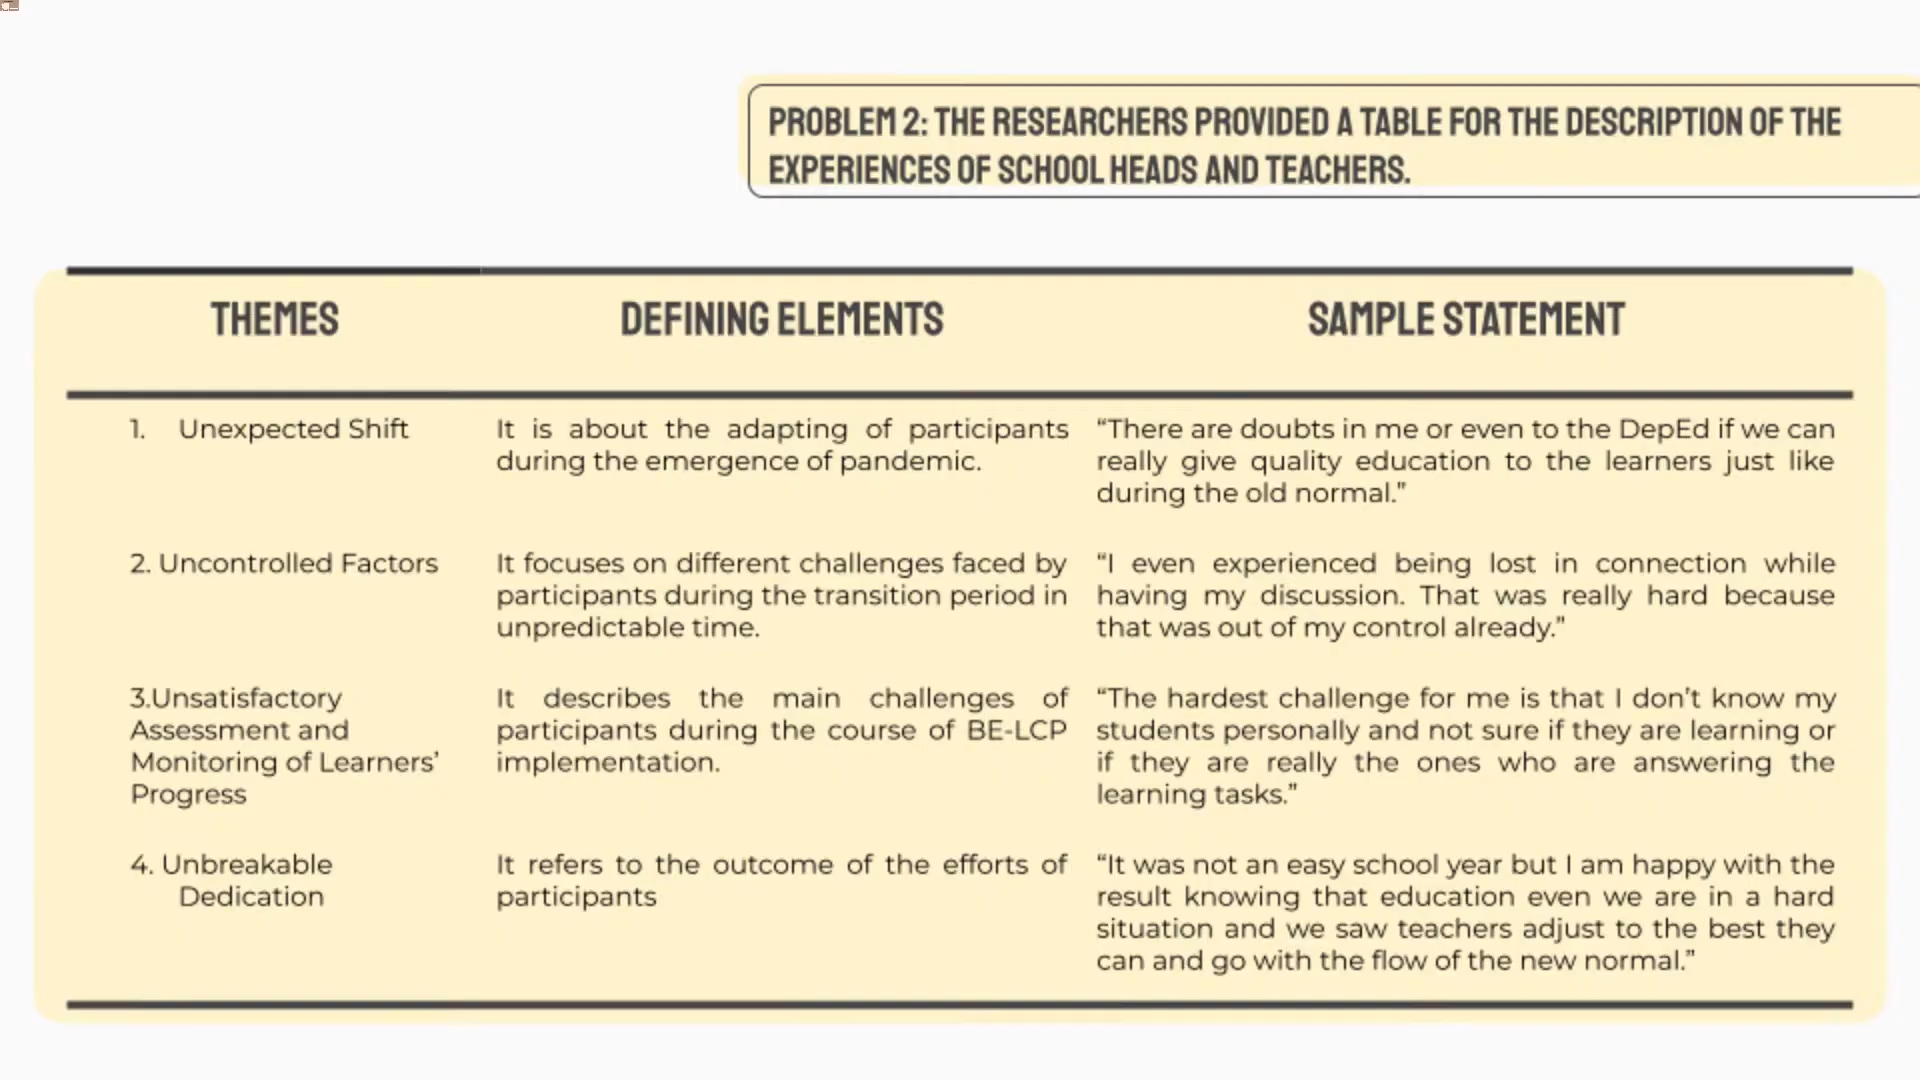 PROBLEM 2: THE RESEARCHERS PROVIDED A TABLE FOR THE DESCRIPTION OF THE
EXPERIENCES OF SCHOOL HEADS AND TEACHERS.
THEMES
DEFINING ELEMENTS
SAMPLE STATEMENT
1. Unexpected Shift
It is about the adapting of participants
during the emergence of pandemic.
“There are doubts in me or even to the DepEd if we can
really give quality education to the learners just like
during the old normal.”
2. Uncontrolled Factors
It focuses on different challenges faced by
participants during the transition period in
unpredictable time.
“I even experienced being lost in connection while
having my discussion. That was really hard because
that was out of my control already.”
3.Unsatisfactory
Assessment and
Monitoring of Learners’
Progress
It describes the main challenges of
participants during the course of BE-LCP
implementation.
“The hardest challenge for me is that I don’t know my
students personally and not sure if they are learning or
if they are really the ones who are answering the
learning tasks.”
4. Unbreakable
Dedication
It refers to the outcome of the efforts of
participants
“It was not an easy school year but I am happy with the
result knowing that education even we are in a hard
situation and we saw teachers adjust to the best they
can and go with the flow of the new normal.”